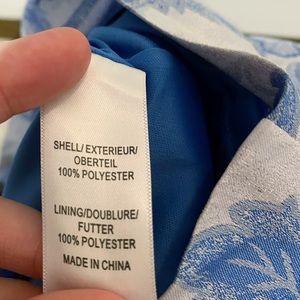 SHELL/EXTERIEUR/
OBERTEIL
100% POLYESTER
LINING/DOUBLURE/
FUTTER
100% POLYESTER
MADE IN CHINA